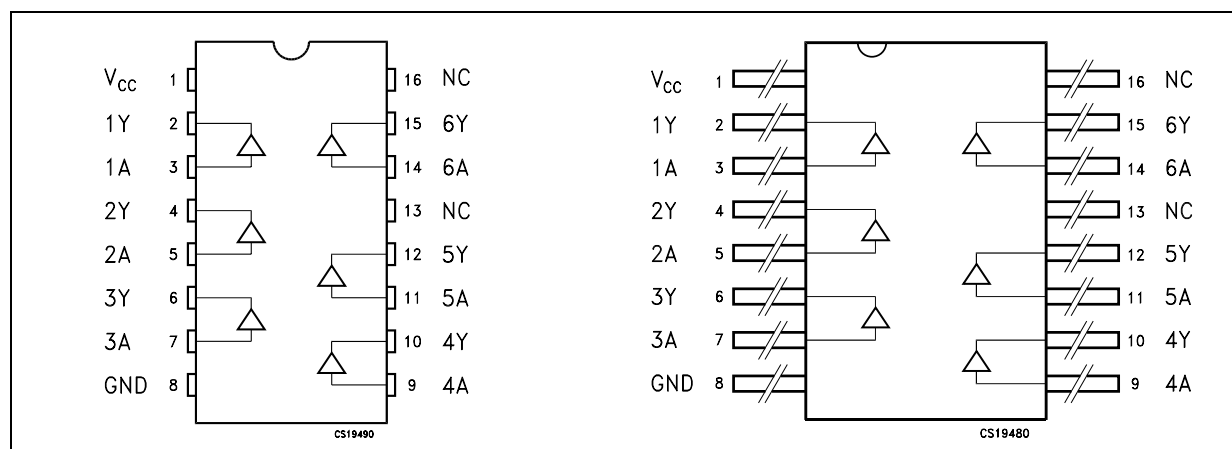 V_CC 1 16 NC
1Y 2 15 6Y
1A 3 14 6A
2Y 4 13 NC
2A 5 12 5Y
3Y 6 11 5A
3A 7 10 4Y
GND 8 9 4A
CS19490
V_CC 1 16 NC
1Y 2 15 6Y
1A 3 14 6A
2Y 4 13 NC
2A 5 12 5Y
3Y 6 11 5A
3A 7 10 4Y
GND 8 9 4A
CS19480